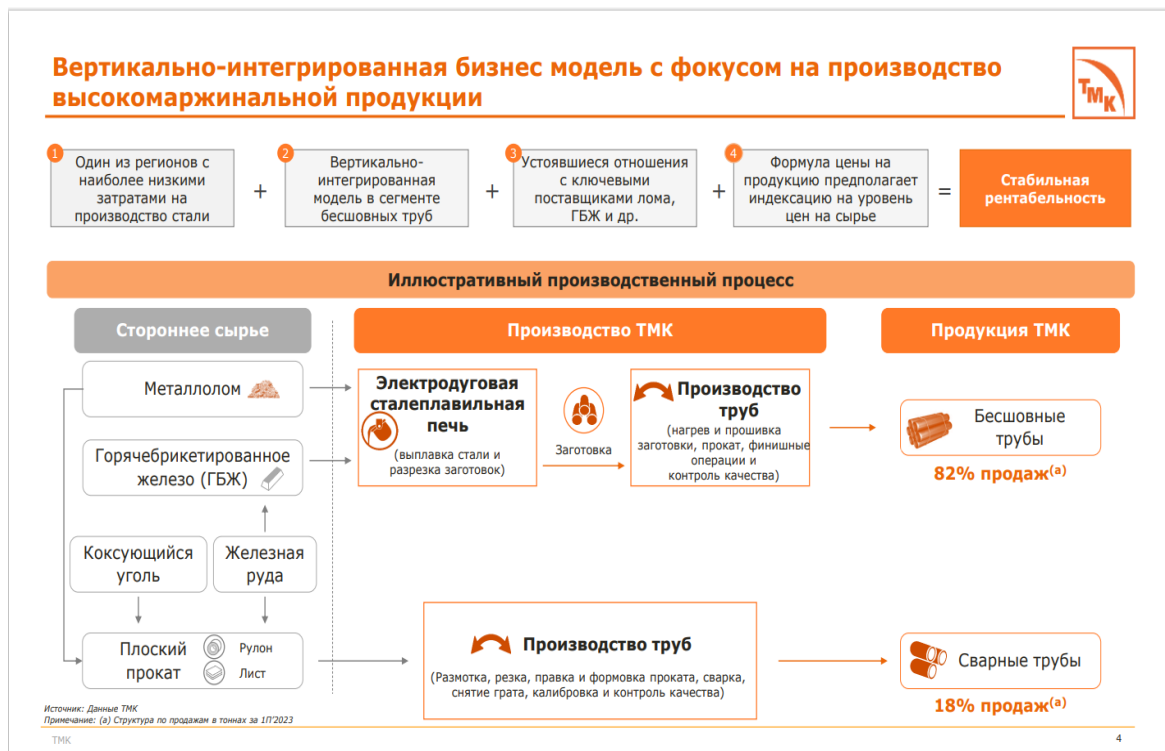 Вертикально-интегрированная бизнес модель с фокусом на производство
высокомаржинальной продукции
ТМК
1
Один из регионов с
наиболее низкими
затратами на
производство стали
+
2
Вертикально-
интегрированная
модель в сегменте
бесшовных труб
+
3
Устоявшиеся отношения
с ключевыми
поставщиками лома,
ГБЖ и др.
+
4
Формула цены на
продукцию предполагает
индексацию на уровень
цен на сырье
=
Стабильная
рентабельность
Иллюстративный производственный процесс
Стороннее сырье
Производство ТМК
Продукция ТМК
Металлолом
Горячебрикетированное
железо (ГБЖ)
Коксующийся
уголь
Железная
руда
Плоский
прокат
Рулон
Лист
Электродуговая
сталеплавильная
печь
(выплавка стали и
разрезка заготовок)
Заготовка
Производство
труб
(нагрев и прошивка
заготовки, прокат, финишные
операции и
контроль качества)
Бесшовные
трубы
82% продаж(а)
Производство труб
(Размотка, резка, правка и формовка проката, сварка,
снятие грата, калибровка и контроль качества)
Сварные трубы
18% продаж(а)
Источник: Данные ТМК
Примечание: (а) Структура по продажам в тоннах за 1П'2023
ТМК
4